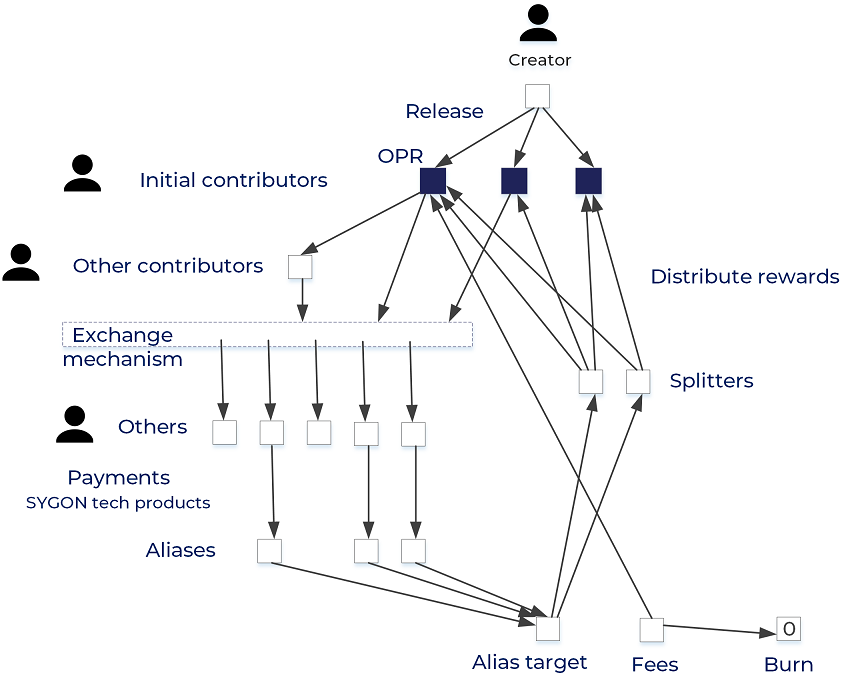 Creator
Release
OPR
Initial contributors
Other contributors
Distribute rewards
Exchange
mechanism
Splitters
Others
Payments
SYGON tech products
Aliases
0
Alias target
Fees
Burn